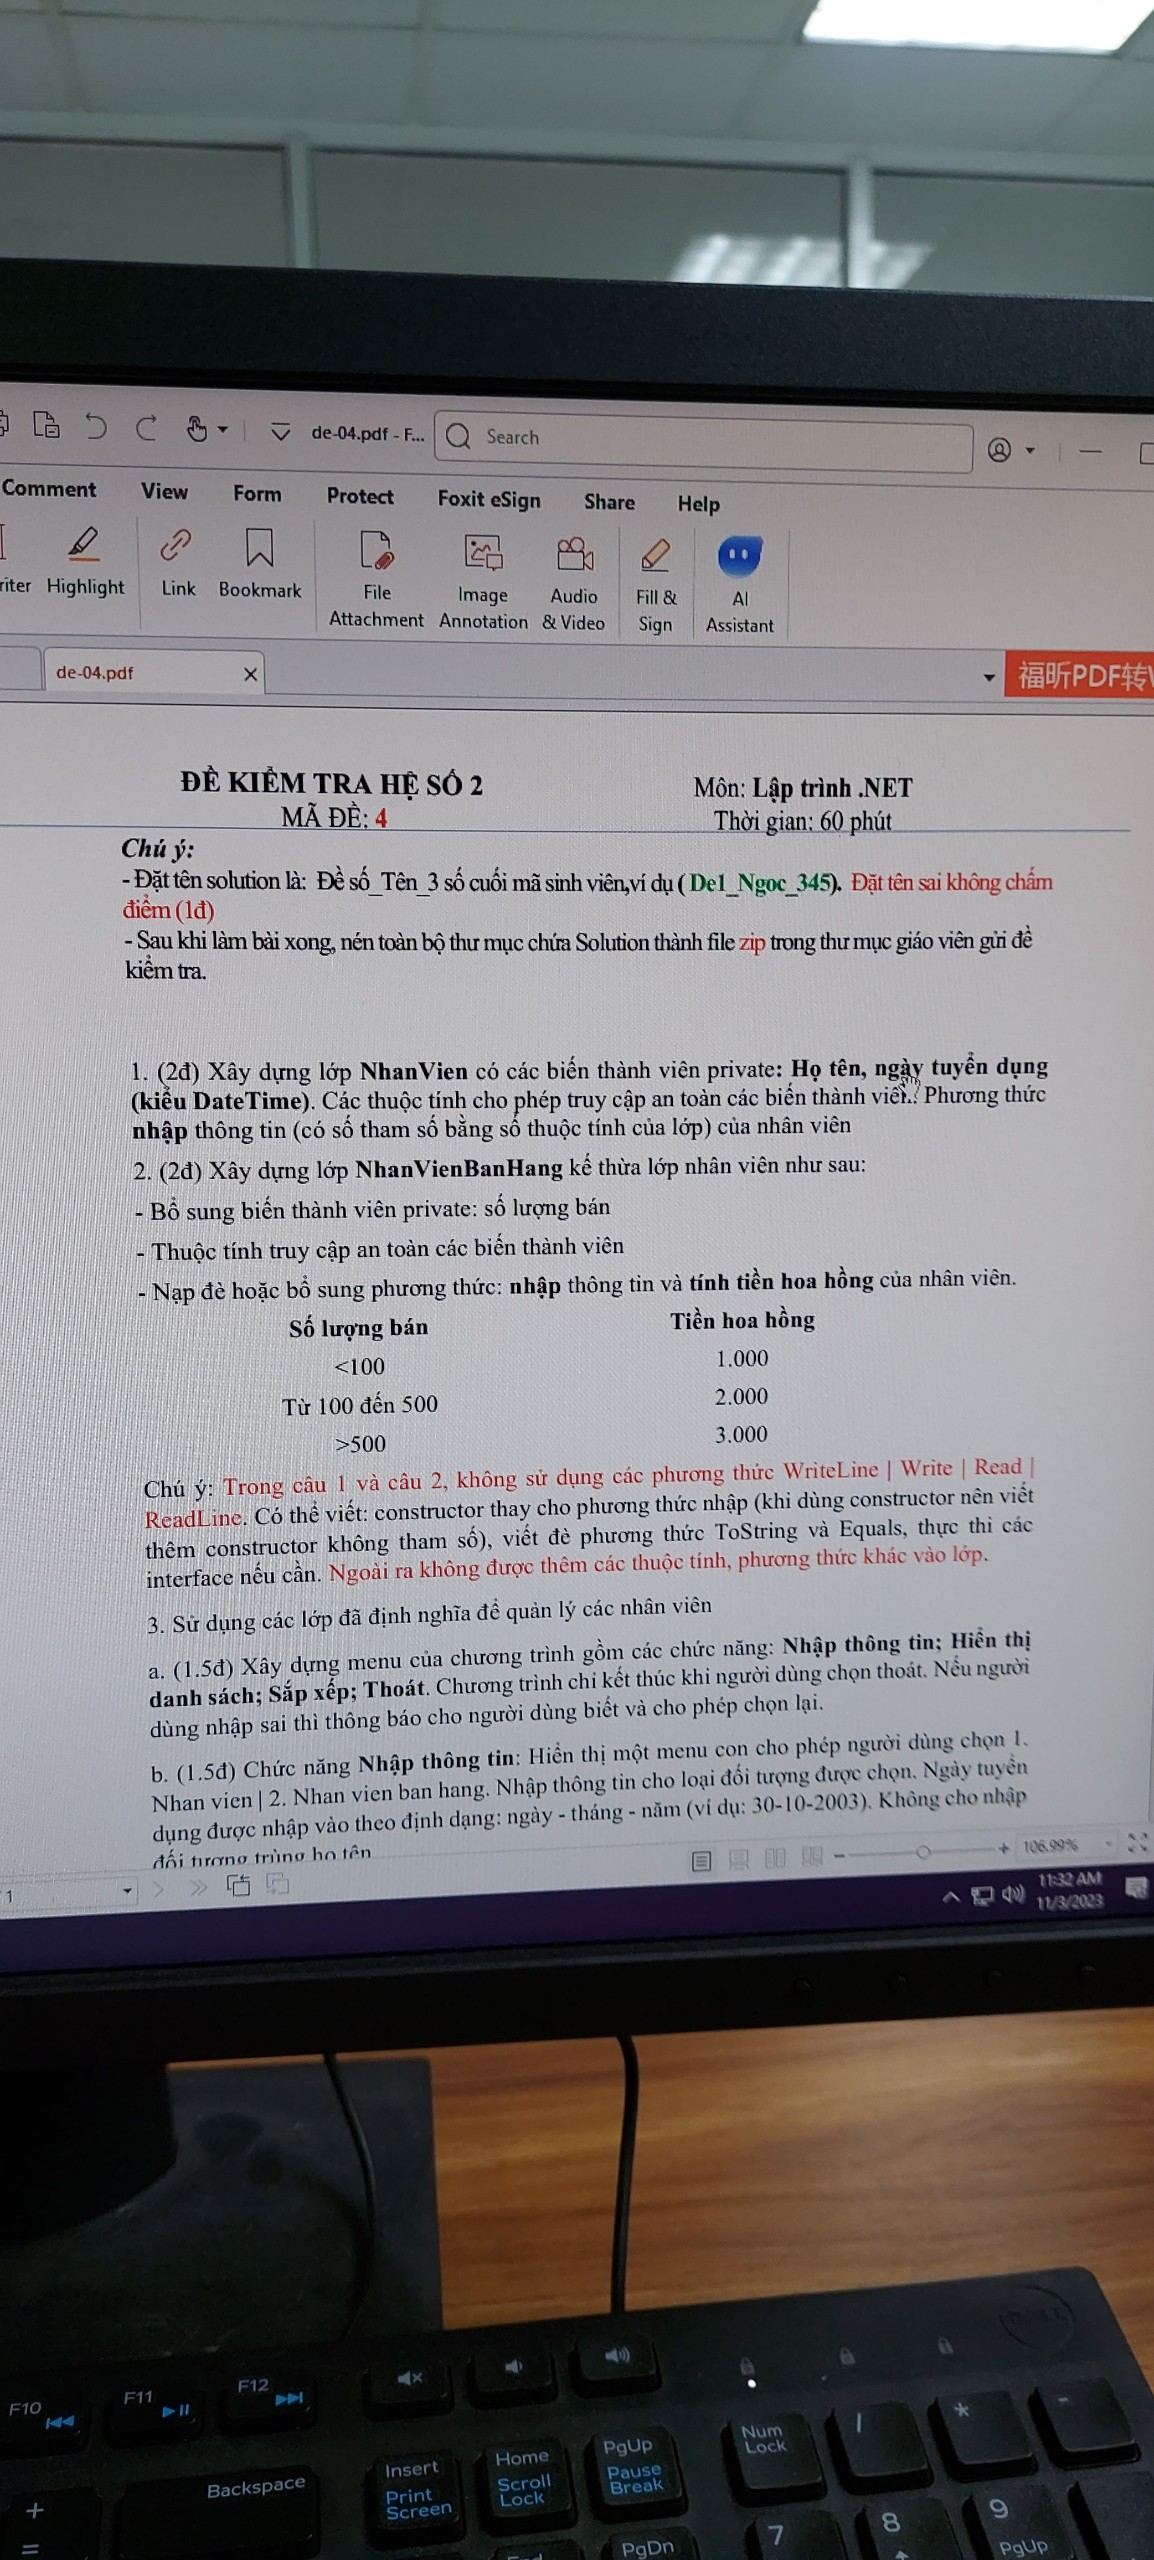 de-04.pdf - F...
Search
Comment View Form Protect Foxit eSign Share Help
Highlight Link Bookmark File Attachment Image Annotation Audio & Video Fill & Sign AI Assistant
de-04.pdf
福昕PDF转
ĐỀ KIỂM TRA HỆ SỐ 2
MÃ ĐỀ: 4
Môn: Lập trình .NET
Thời gian: 60 phút
Chú ý:
- Đặt tên solution là: Đề số_Tên_3 số cuối mã sinh viên,ví dụ ( De1_Ngoc_345). Đặt tên sai không chấm
điểm (1đ)
- Sau khi làm bài xong, nén toàn bộ thư mục chứa Solution thành file zip trong thư mục giáo viên gửi đề
kiểm tra.
1. (2đ) Xây dựng lớp NhanVien có các biến thành viên private: Họ tên, ngày tuyển dụng
(kiểu DateTime). Các thuộc tính cho phép truy cập an toàn các biến thành viên. Phương thức
nhập thông tin (có số tham số bằng số thuộc tính của lớp) của nhân viên
2. (2đ) Xây dựng lớp NhanVienBanHang kế thừa lớp nhân viên như sau:
- Bổ sung biến thành viên private: số lượng bán
- Thuộc tính truy cập an toàn các biến thành viên
- Nạp đè hoặc bổ sung phương thức: nhập thông tin và tính tiền hoa hồng của nhân viên.
Số lượng bán Tiền hoa hồng
<100 1.000
Từ 100 đến 500 2.000
>500 3.000
Chú ý: Trong câu 1 và câu 2, không sử dụng các phương thức WriteLine | Write | Read |
ReadLine. Có thể viết: constructor thay cho phương thức nhập (khi dùng constructor nên viết
thêm constructor không tham số), viết đè phương thức ToString và Equals, thực thi các
interface nếu cần. Ngoài ra không được thêm các thuộc tính, phương thức khác vào lớp.
3. Sử dụng các lớp đã định nghĩa để quản lý các nhân viên
a. (1.5đ) Xây dựng menu của chương trình gồm các chức năng: Nhập thông tin; Hiển thị
danh sách; Sắp xếp; Thoát. Chương trình chỉ kết thúc khi người dùng chọn thoát. Nếu người
dùng nhập sai thì thông báo cho người dùng biết và cho phép chọn lại.
b. (1.5đ) Chức năng Nhập thông tin: Hiển thị một menu con cho phép người dùng chọn 1.
Nhan vien | 2. Nhan vien ban hang. Nhập thông tin cho loại đối tượng được chọn. Ngày tuyển
dụng được nhập vào theo định dạng: ngày - tháng - năm (ví dụ: 30-10-2003). Không cho nhập
đối tượng trùng họ tên
1
106.99%
11:32 AM
11/3/2023
F10 F11 F12
Backspace
Insert
Print Screen
Home
Scroll Lock
PgUp
Pause Break
Num Lock
/ * -
+
=
PgDn
7 8 9
PgUp